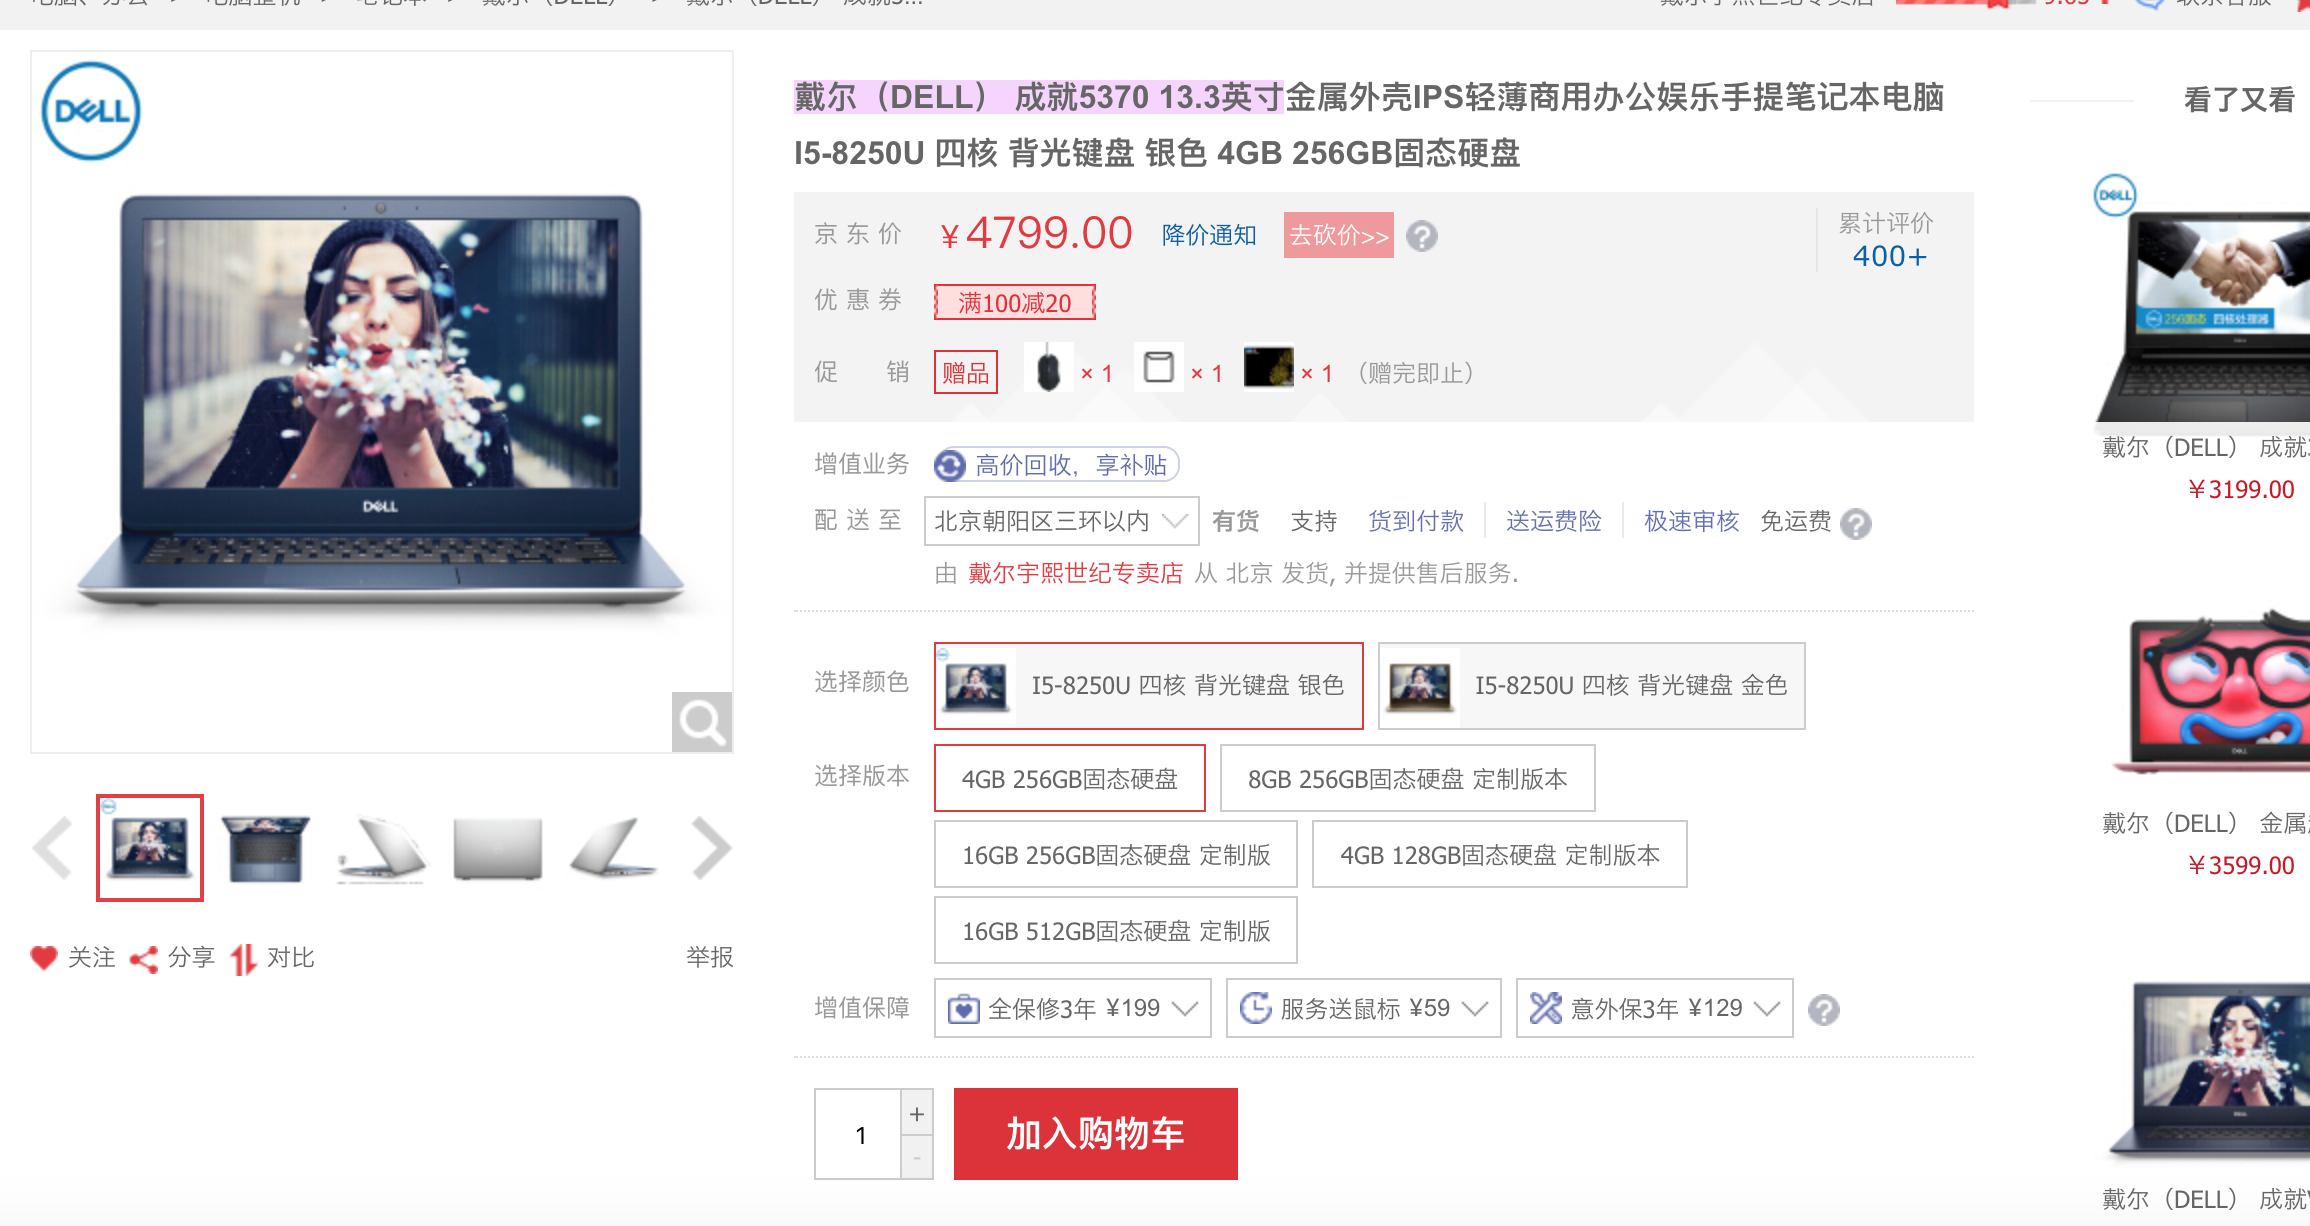 DELL
DELL
戴尔（DELL） 成就5370 13.3英寸金属外壳IPS轻薄商用办公娱乐手提笔记本电脑
I5-8250U 四核 背光键盘 银色 4GB 256GB固态硬盘
京东价 ￥4799.00 降价通知 去砍价>> ?
累计评价
400+
优惠券 满100减20
促销 赠品 × 1 × 1 × 1 （赠完即止）
增值业务 高价回收，享补贴
配送至 北京朝阳区三环以内 有货 支持 货到付款 送运费险 极速审核 免运费 ?
由 戴尔宇熙世纪专卖店 从 北京 发货, 并提供售后服务.
选择颜色 I5-8250U 四核 背光键盘 银色 I5-8250U 四核 背光键盘 金色
选择版本 4GB 256GB固态硬盘 8GB 256GB固态硬盘 定制版本
16GB 256GB固态硬盘 定制版 4GB 128GB固态硬盘 定制版本
16GB 512GB固态硬盘 定制版
增值保障 全保修3年 ¥199 服务送鼠标 ¥59 意外保3年 ¥129 ?
1 + -
加入购物车
关注 分享 对比 举报
看了又看
DELL
戴尔（DELL） 成就
￥3199.00
戴尔（DELL） 金属
￥3599.00
戴尔（DELL） 成就